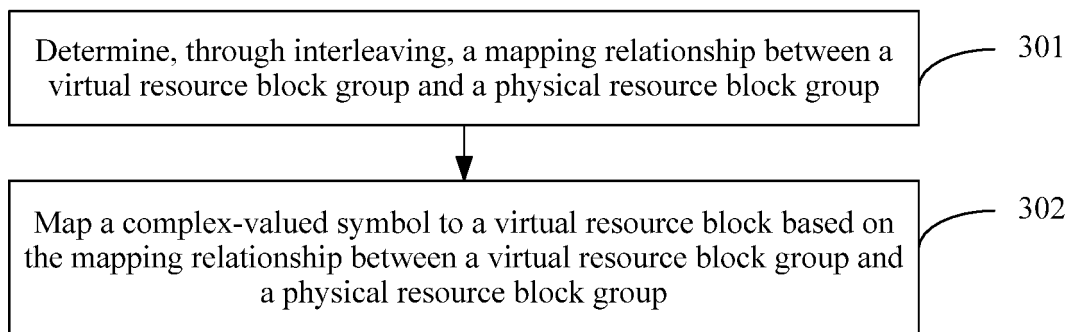 Determine, through interleaving, a mapping relationship between a
virtual resource block group and a physical resource block group
301
Map a complex-valued symbol to a virtual resource block based on
the mapping relationship between a virtual resource block group and
a physical resource block group
302